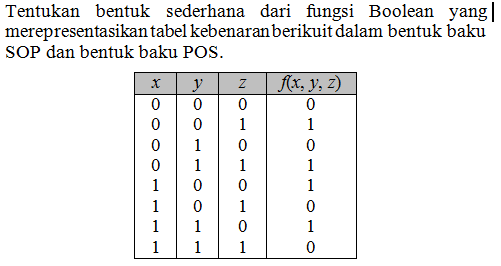 Tentukan bentuk sederhana dari fungsi Boolean yang
merepresentasikan tabel kebenaran berikuit dalam bentuk baku
SOP dan bentuk baku POS.
x y z f(x, y, z)
0 0 0 0
0 0 1 1
0 1 0 0
0 1 1 1
1 0 0 1
1 0 1 0
1 1 0 1
1 1 1 0